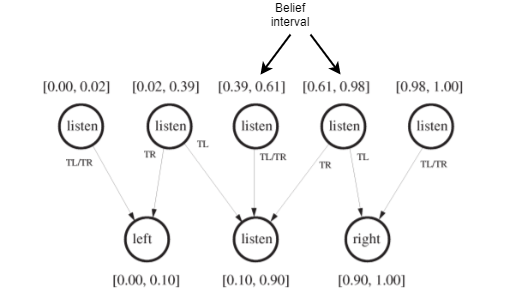 Belief
interval
[0.00, 0.02] [0.02, 0.39] [0.39, 0.61] [0.61, 0.98] [0.98, 1.00]
listen listen listen listen listen
TL/TR TR TL TL/TR TR TL TL/TR
left listen right
[0.00, 0.10] [0.10, 0.90] [0.90, 1.00]